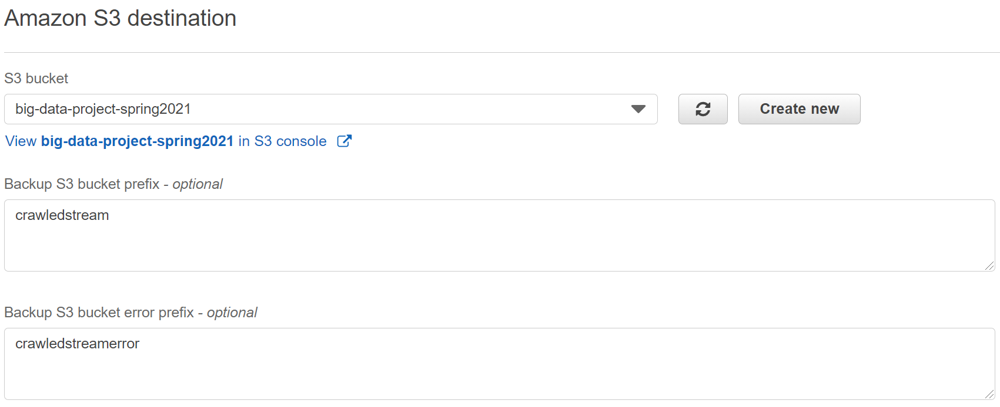 Amazon S3 destination
S3 bucket
big-data-project-spring2021
Create new
View big-data-project-spring2021 in S3 console
Backup S3 bucket prefix - optional
crawledstream
Backup S3 bucket error prefix - optional
crawledstreamerror